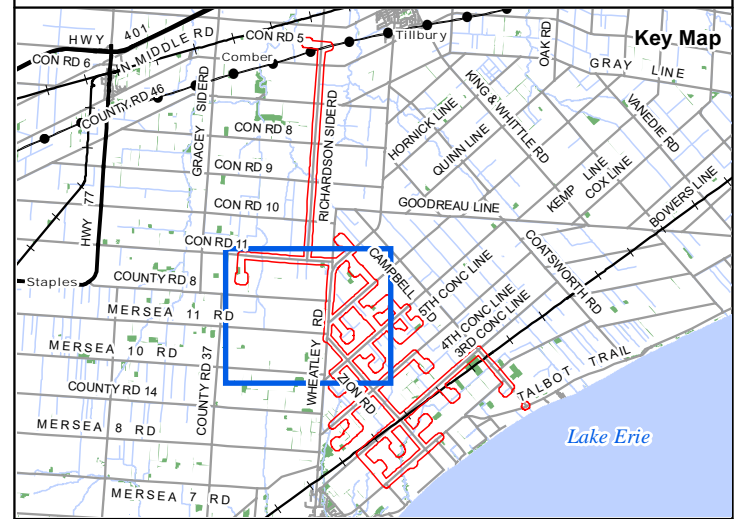 Key Map
HWY 401
CON RD 5
Tillbury
OAK RD
CON RD 6
N MIDDLE RD
Comber
GRAY LINE
COUNTY RD 46
GRACEY SIDERD
KING & WHITTLE RD
VANEDIE RD
HORNICK LINE
CON RD 8
QUINN LINE
RICHARDSON SIDERD
CON RD 9
KEMP LINE
COX LINE
BOWERS LINE
HWY 77
CON RD 10
GOODREAU LINE
CON RD 11
CAMPBELL RD
COATSWORTH RD
Staples
COUNTY RD 8
5TH CONC LINE
MERSEA 11 RD
4TH CONC LINE
3RD CONC LINE
WHEATLEY RD
MERSEA 10 RD
COUNTY RD 37
ZION RD
TALBOT TRAIL
COUNTY RD 14
MERSEA 8 RD
Lake Erie
MERSEA 7 RD